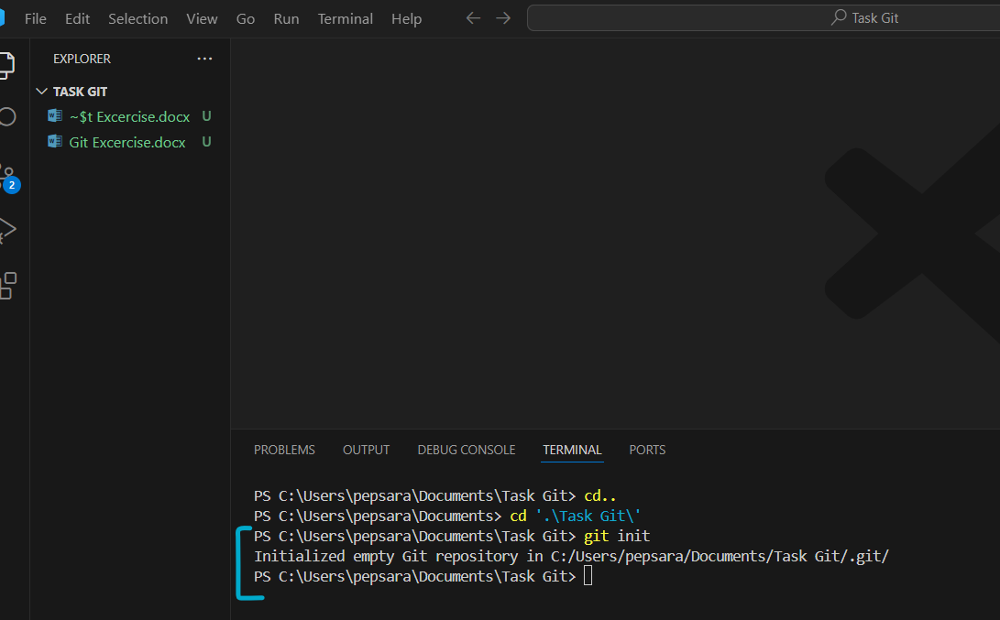 File Edit Selection View Go Run Terminal Help
Task Git
EXPLORER
TASK GIT
~$t Excercise.docx U
Git Excercise.docx U
2
PROBLEMS OUTPUT DEBUG CONSOLE TERMINAL PORTS
PS C:\Users\pepsara\Documents\Task Git> cd..
PS C:\Users\pepsara\Documents> cd '.\Task Git\'
PS C:\Users\pepsara\Documents\Task Git> git init
Initialized empty Git repository in C:/Users/pepsara/Documents/Task Git/.git/
PS C:\Users\pepsara\Documents\Task Git>